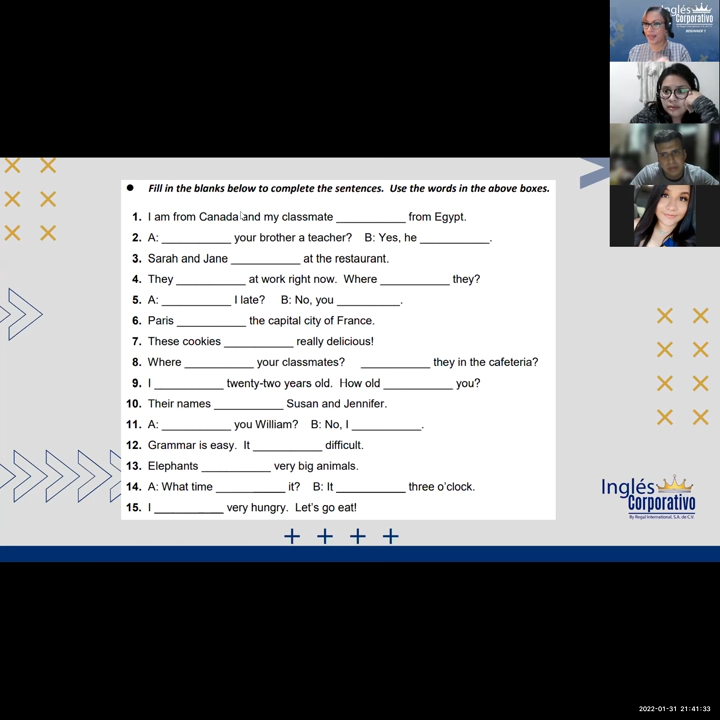 Inglés
Corporativo
BEGINNER 1
● Fill in the blanks below to complete the sentences. Use the words in the above boxes.
1. I am from Canada and my classmate ___________ from Egypt.
2. A: ___________ your brother a teacher? B: Yes, he ___________.
3. Sarah and Jane ___________ at the restaurant.
4. They ___________ at work right now. Where ___________ they?
5. A: ___________ I late? B: No, you __________.
6. Paris ___________ the capital city of France.
7. These cookies ___________ really delicious!
8. Where ___________ your classmates? ___________ they in the cafeteria?
9. I ___________ twenty-two years old. How old ___________ you?
10. Their names ___________ Susan and Jennifer.
11. A: ___________ you William? B: No, I ___________.
12. Grammar is easy. It ___________ difficult.
13. Elephants ___________ very big animals.
14. A: What time ___________ it? B: It ___________ three o'clock.
15. I ___________ very hungry. Let's go eat!
Inglés
Corporativo
By Regal International, S.A. de C.V.
2022-01-31 21:41:33